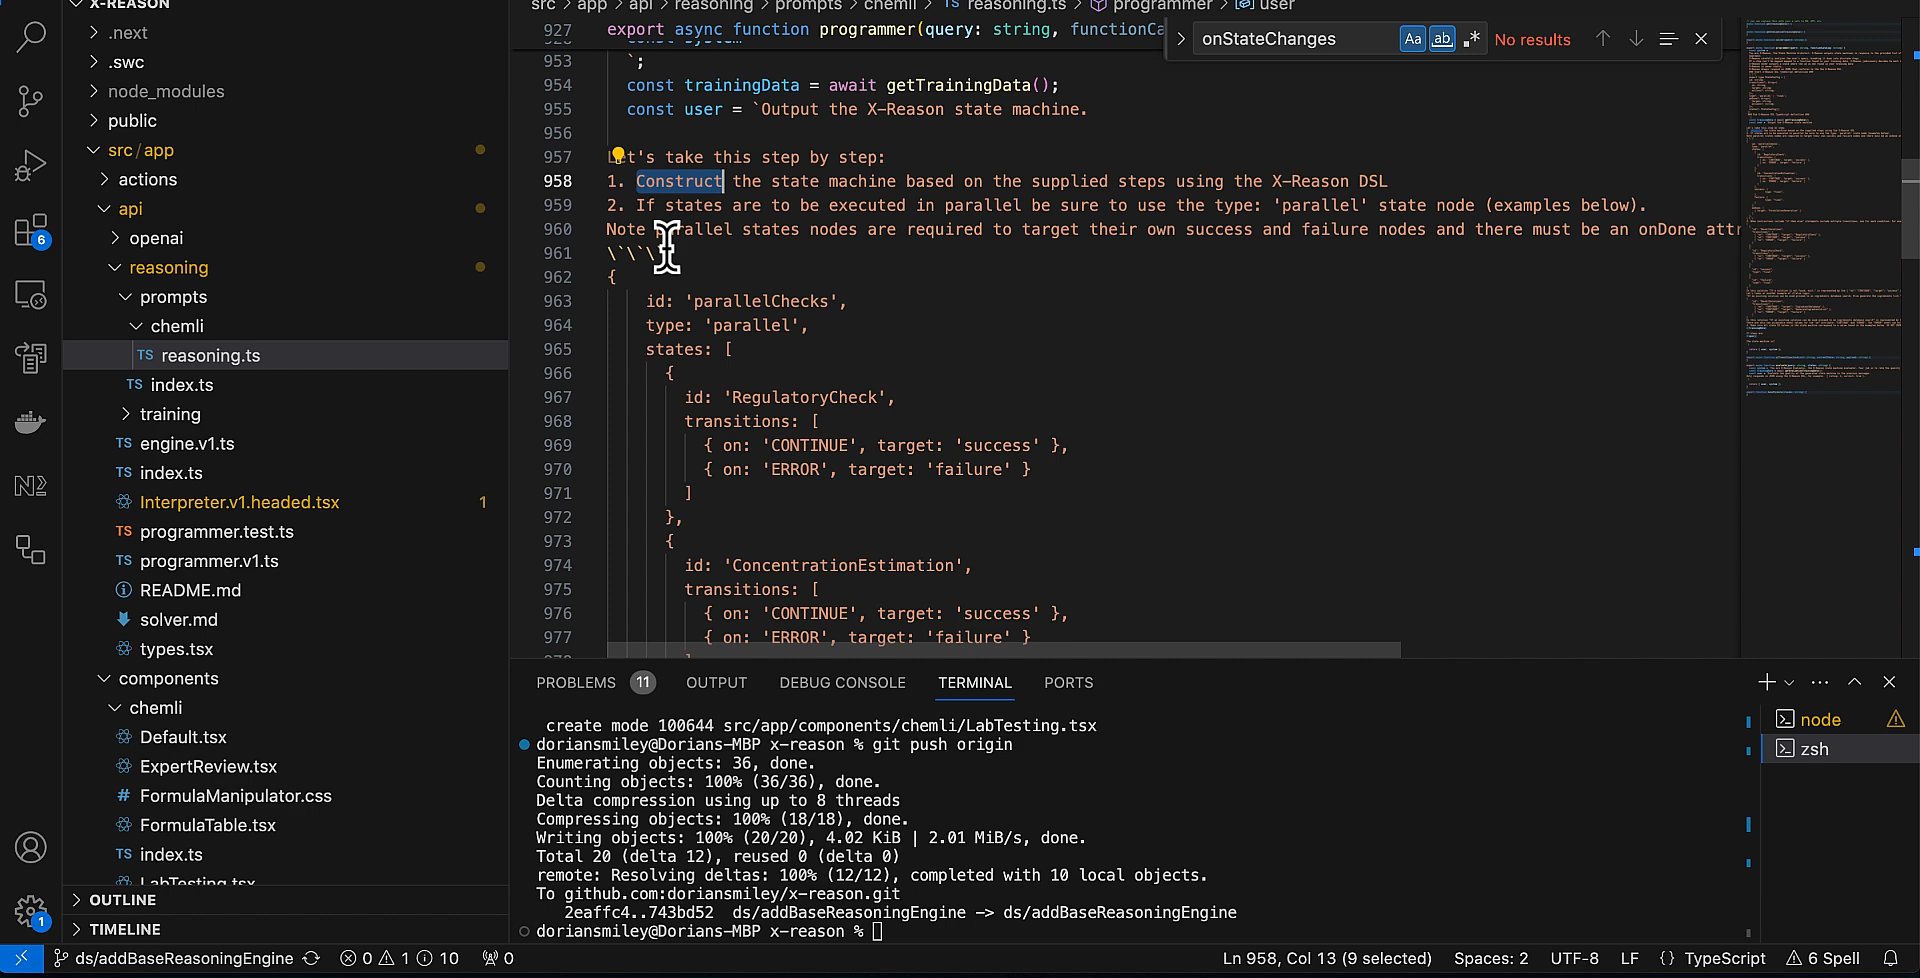 X-REASON
.next
.swc
node_modules
public
src / app
actions
api
openai
reasoning
prompts
chemli
TS reasoning.ts
TS index.ts
training
TS engine.v1.ts
TS index.ts
Interpreter.v1.headed.tsx 1
TS programmer.test.ts
TS programmer.v1.ts
README.md
solver.md
types.tsx
components
chemli
Default.tsx
ExpertReview.tsx
# FormulaManipulator.css
FormulaTable.tsx
TS index.ts
LabTesting.tsx
OUTLINE
TIMELINE
6
1
src > app > api > reasoning > prompts > chemli > TS reasoning.ts > programmer > user
927 export async function programmer(query: string, functionCa
onStateChanges Aa ab .* No results
953 `;
954 const trainingData = await getTrainingData();
955 const user = `Output the X-Reason state machine.
956
957 Let's take this step by step:
958 1. Construct the state machine based on the supplied steps using the X-Reason DSL
959 2. If states are to be executed in parallel be sure to use the type: 'parallel' state node (examples below).
960 Note parallel states nodes are required to target their own success and failure nodes and there must be an onDone attr
961 \`\`\`
962 {
963 id: 'parallelChecks',
964 type: 'parallel',
965 states: [
966 {
967 id: 'RegulatoryCheck',
968 transitions: [
969 { on: 'CONTINUE', target: 'success' },
970 { on: 'ERROR', target: 'failure' }
971 ]
972 },
973 {
974 id: 'ConcentrationEstimation',
975 transitions: [
976 { on: 'CONTINUE', target: 'success' },
977 { on: 'ERROR', target: 'failure' }
PROBLEMS 11 OUTPUT DEBUG CONSOLE TERMINAL PORTS
create mode 100644 src/app/components/chemli/LabTesting.tsx
doriansmiley@Dorians-MBP x-reason % git push origin
Enumerating objects: 36, done.
Counting objects: 100% (36/36), done.
Delta compression using up to 8 threads
Compressing objects: 100% (18/18), done.
Writing objects: 100% (20/20), 4.02 KiB | 2.01 MiB/s, done.
Total 20 (delta 12), reused 0 (delta 0)
remote: Resolving deltas: 100% (12/12), completed with 10 local objects.
To github.com:doriansmiley/x-reason.git
2eaffc4..743bd52 ds/addBaseReasoningEngine -> ds/addBaseReasoningEngine
doriansmiley@Dorians-MBP x-reason %
node
zsh
ds/addBaseReasoningEngine 0 1 10 0 Ln 958, Col 13 (9 selected) Spaces: 2 UTF-8 LF {} TypeScript 6 Spell